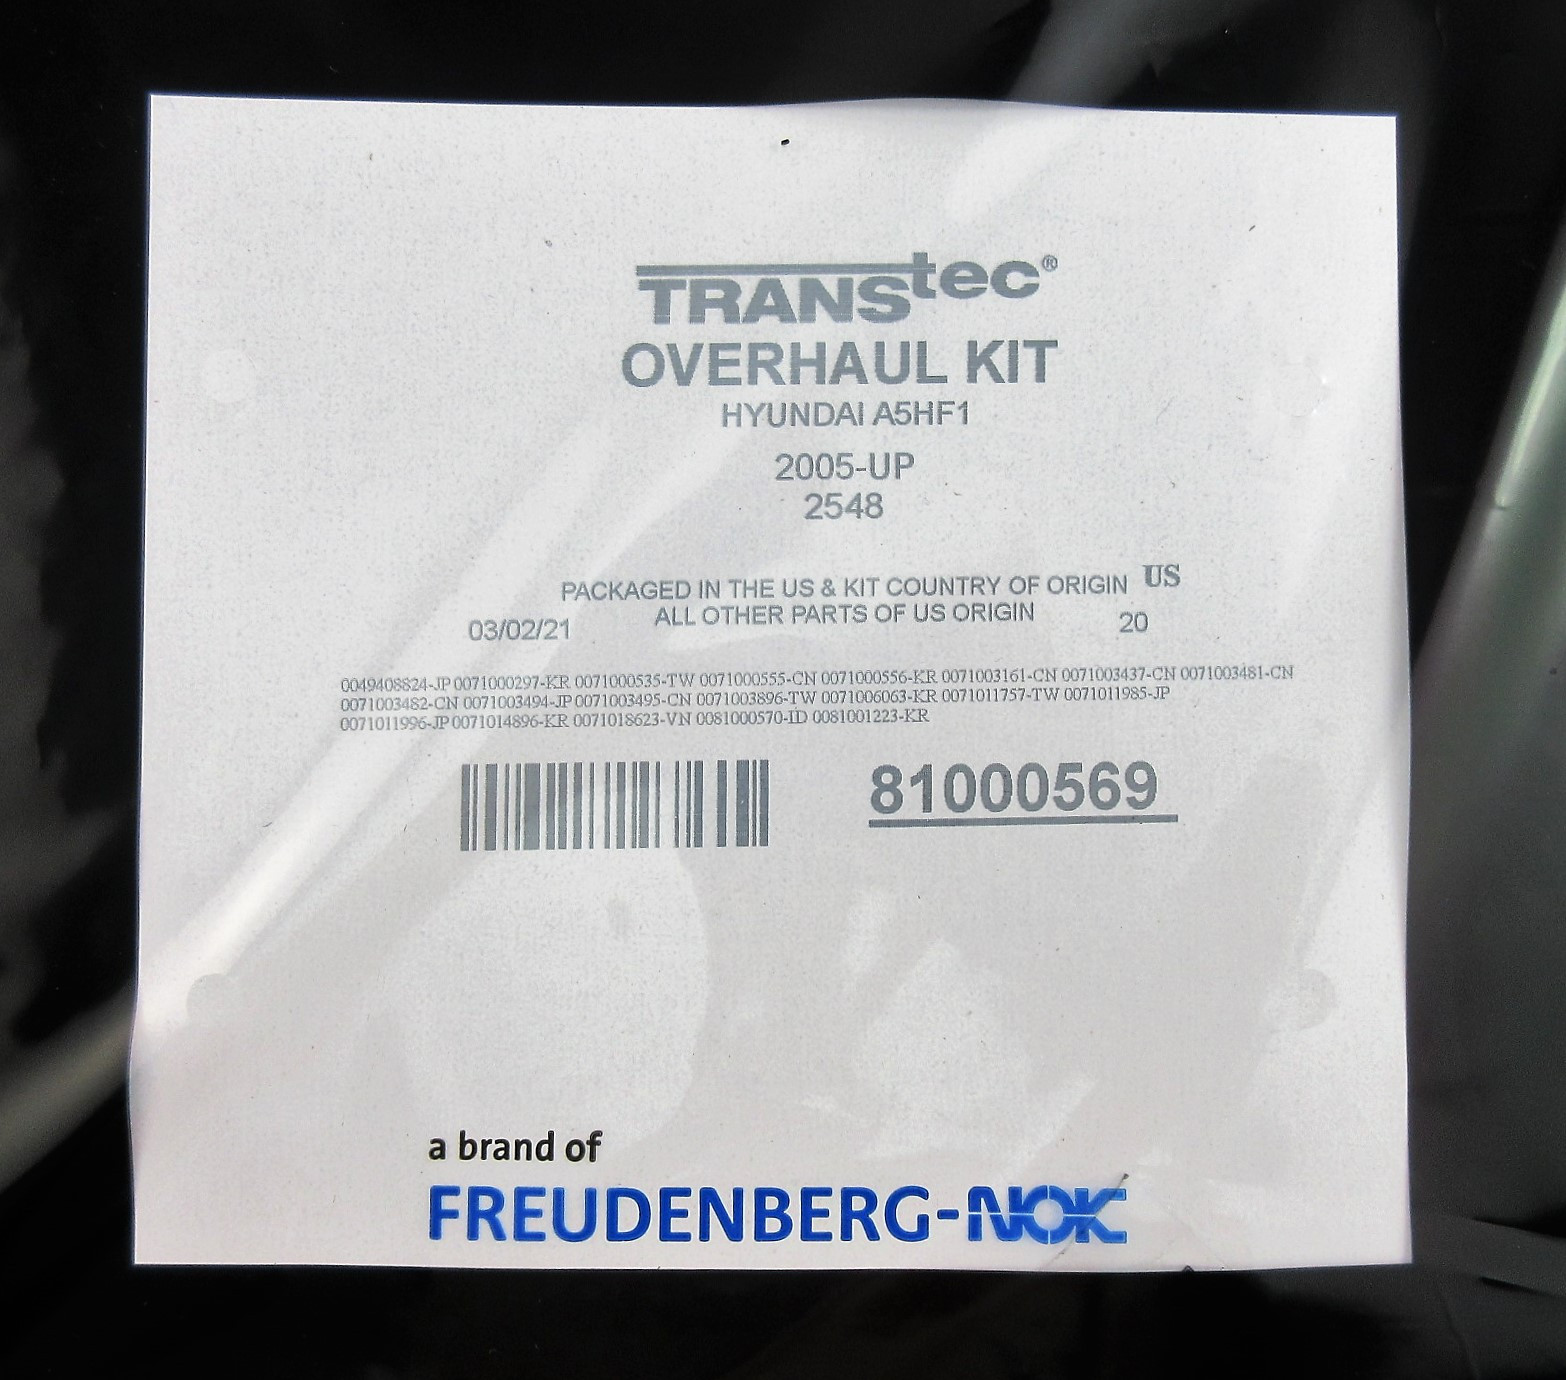 TRANStec®
OVERHAUL KIT
HYUNDAI A5HF1
2005-UP
2548
PACKAGED IN THE US & KIT COUNTRY OF ORIGIN US
ALL OTHER PARTS OF US ORIGIN
03/02/21 20
0049408824-JP 0071000297-KR 0071000535-TW 0071000555-CN 0071000556-KR 0071003161-CN 0071003437-CN 0071003481-CN
0071003482-CN 0071003494-JP 0071003495-CN 0071003896-TW 0071006063-KR 0071011757-TW 0071011985-JP
0071011996-JP 0071014896-KR 0071018623-VN 0081000570-ID 0081001223-KR
81000569
a brand of
FREUDENBERG-NOK